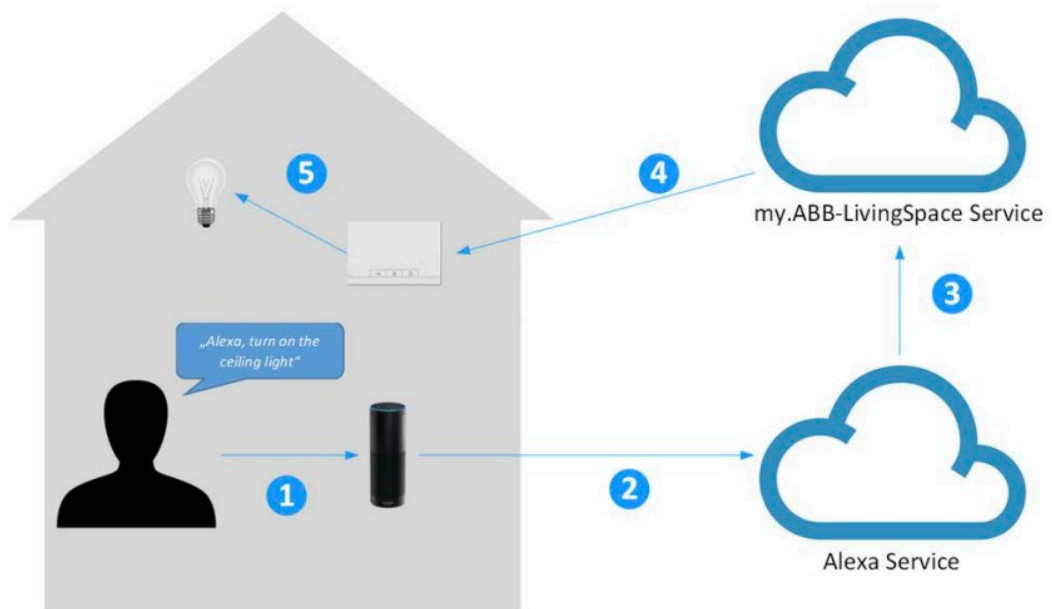 5
4
my.ABB-LivingSpace Service
3
„Alexa, turn on the
ceiling light“
1
2
Alexa Service